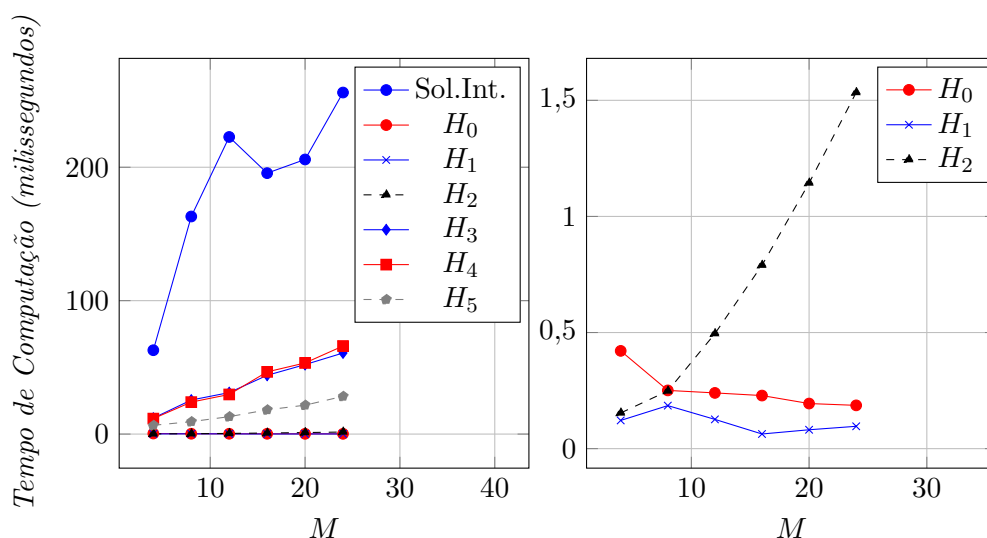 Tempo de Computação (milissegundos)
200
100
0
10
20
30
40
M
Sol.Int.
H₀
H₁
H₂
H₃
H₄
H₅
1,5
1
0,5
0
10
20
30
M
H₀
H₁
H₂